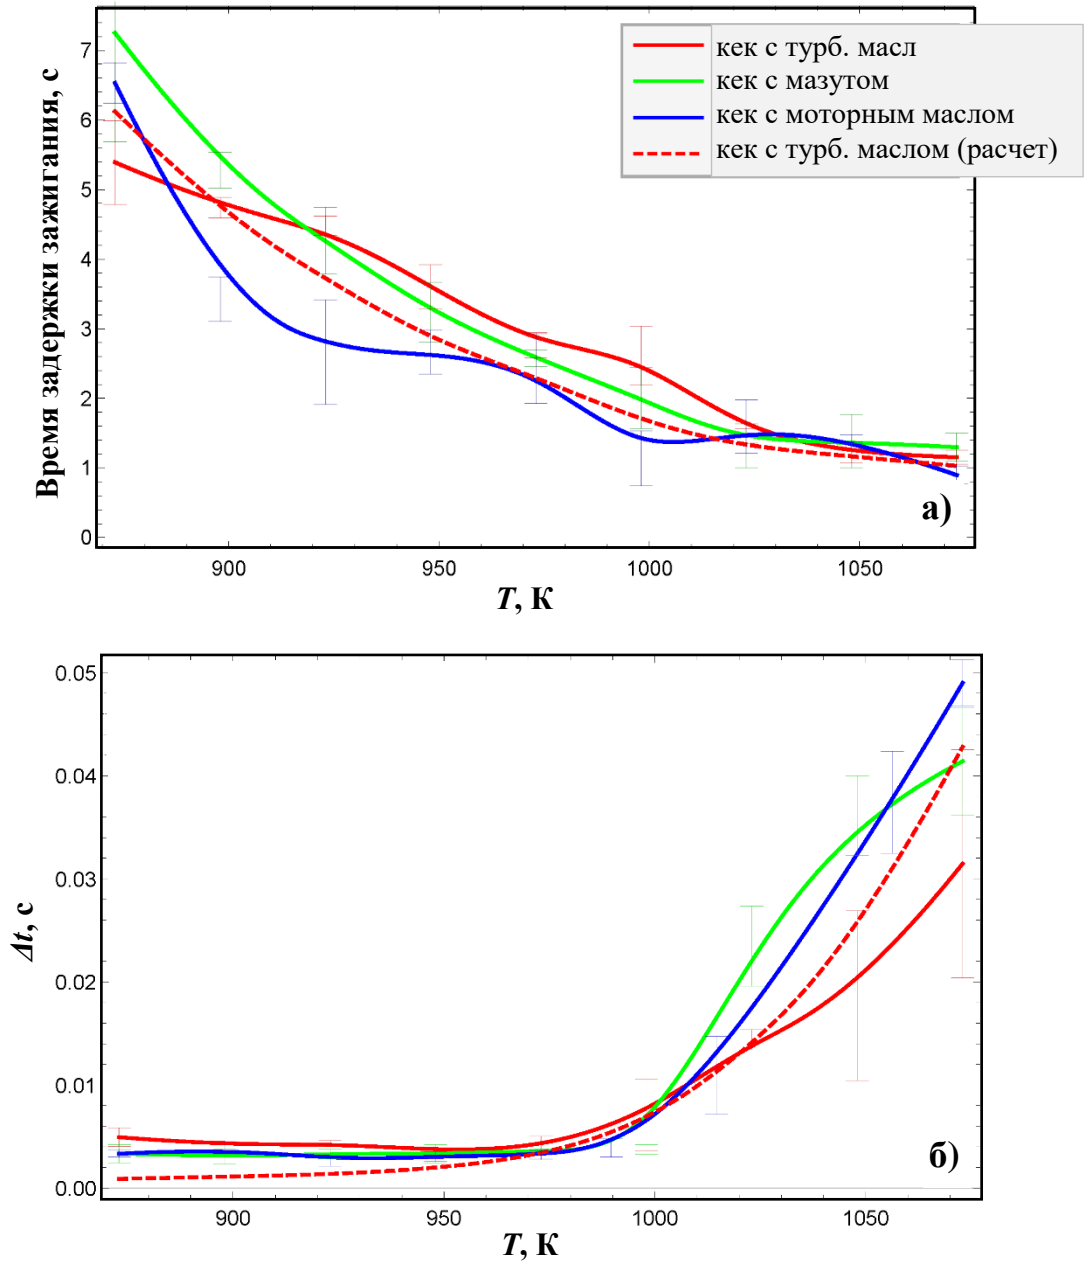 Время задержки зажигания, с
7
6
5
4
3
2
1
0
кек с турб. масл
кек с мазутом
кек с моторным маслом
кек с турб. маслом (расчет)
а)
900
950
1000
1050
T, К
Δt, с
0.05
0.04
0.03
0.02
0.01
0.00
б)
900
950
1000
1050
T, К